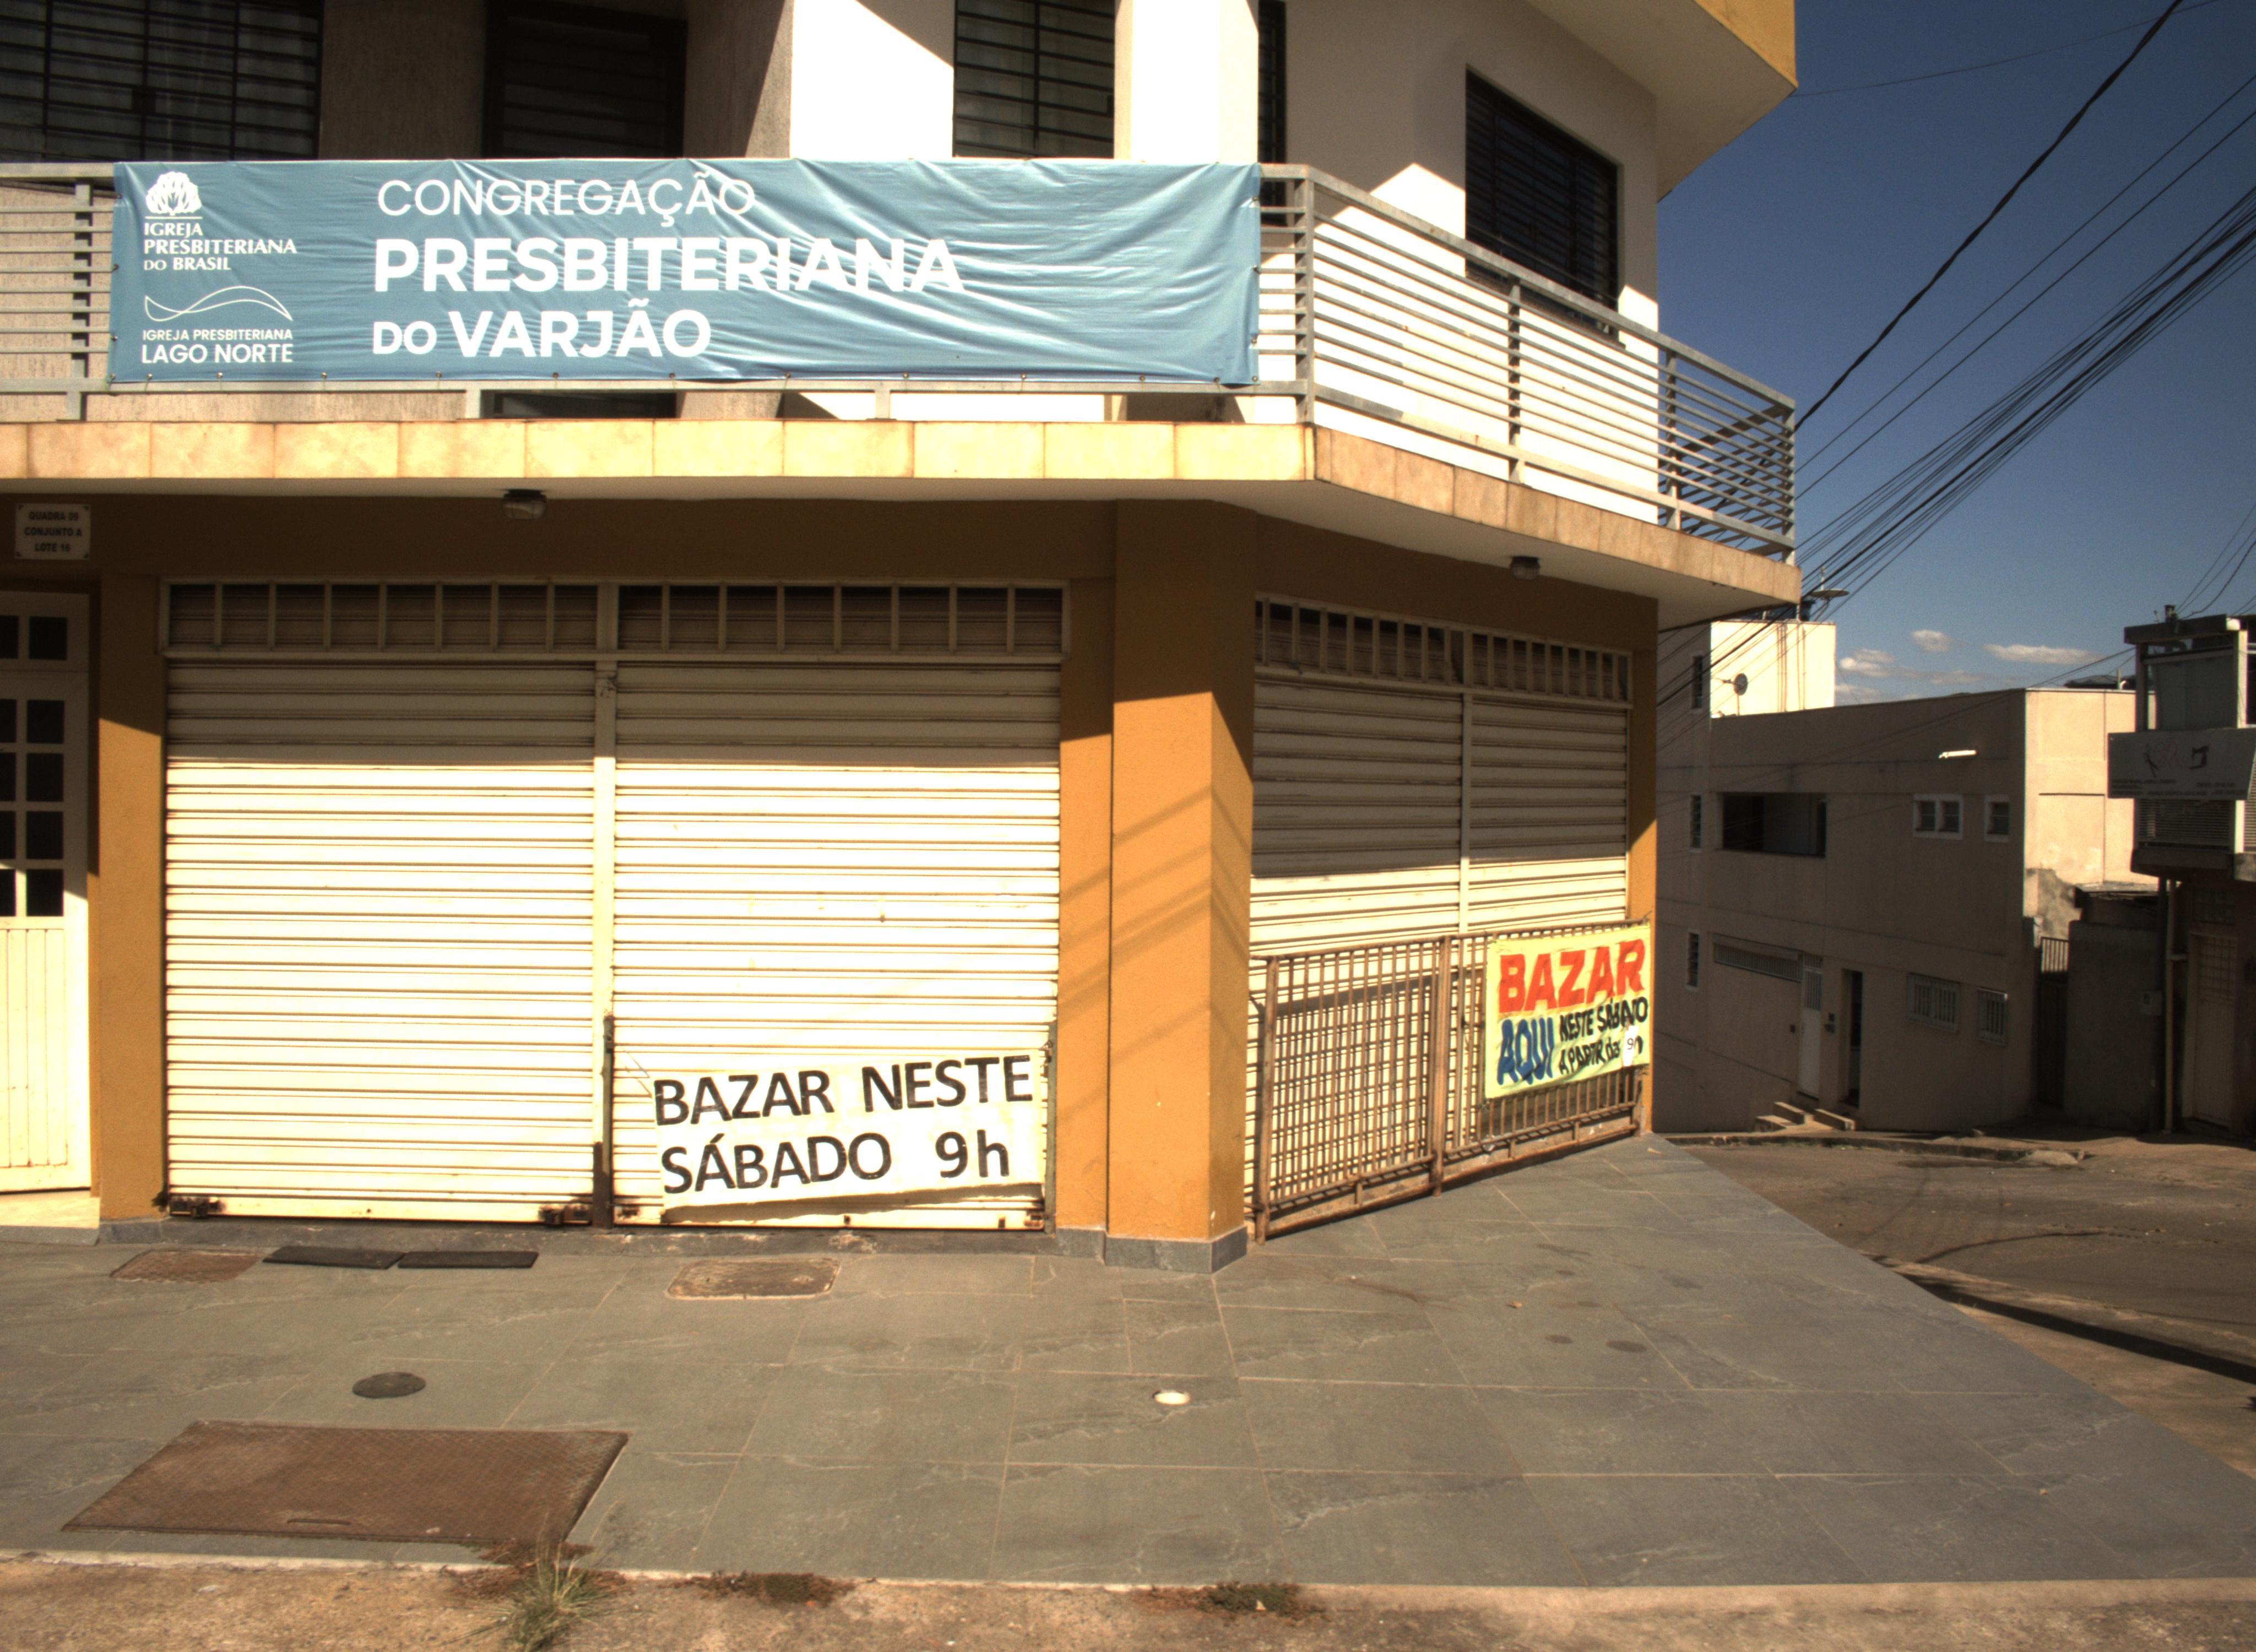 IGREJA
PRESBITERIANA
DO BRASIL
IGREJA PRESBITERIANA
LAGO NORTE
CONGREGAÇÃO
PRESBITERIANA
DO VARJÃO
QUADRA 09
CONJUNTO A
LOTE 16
BAZAR NESTE
SÁBADO 9h
BAZAR
AQUI NESTE SÁBADO
A PARTIR das 9h